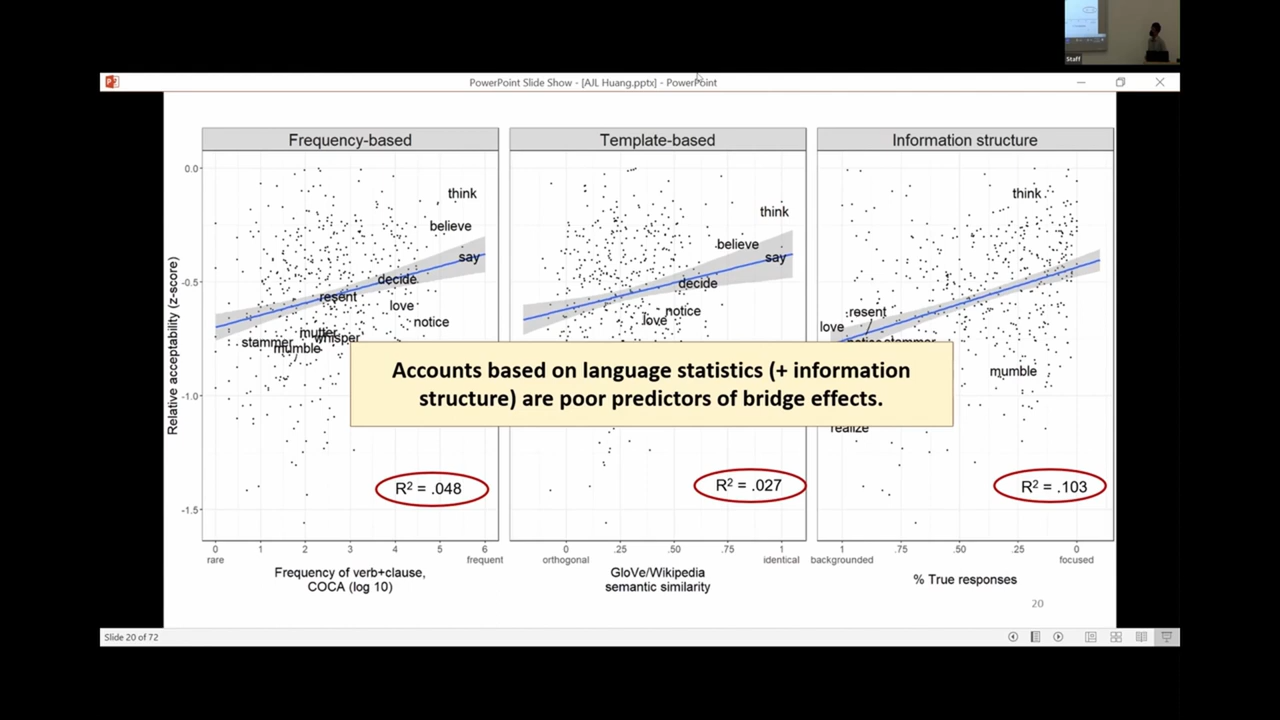 Staff
PowerPoint Slide Show - [AJL Huang.pptx] - PowerPoint
Frequency-based
Template-based
Information structure
Relative acceptability (z-score)
0.0
-0.5
-1.0
-1.5
think
believe
say
decide
resent
love
notice
mutter
whisper
stammer
mumble
think
believe
say
decide
notice
love
think
resent
love
notice stammer
mumble
realize
Accounts based on language statistics (+ information
structure) are poor predictors of bridge effects.
R² = .048
R² = .027
R² = .103
0 1 2 3 4 5 6
rare frequent
0 .25 .50 .75 1
orthogonal identical
1 .75 .50 .25 0
backgrounded focused
Frequency of verb+clause,
COCA (log 10)
GloVe/Wikipedia
semantic similarity
% True responses
20
Slide 20 of 72